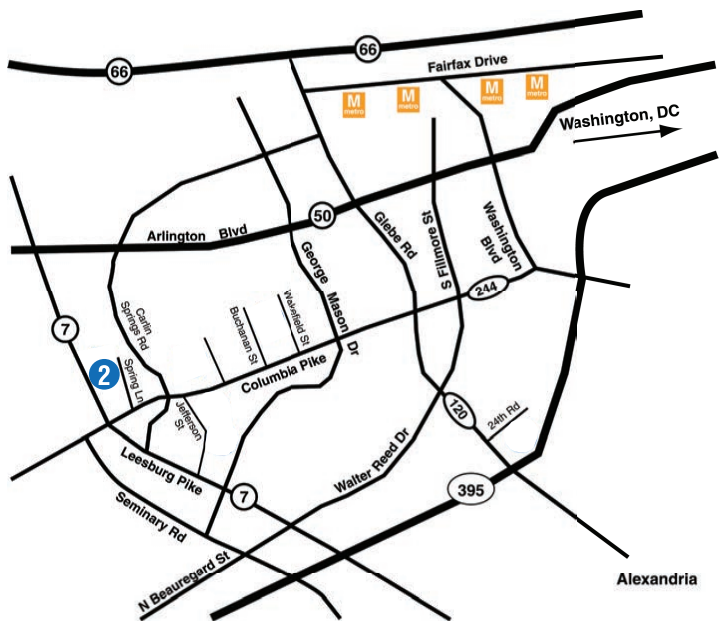 66
66
Fairfax Drive
M
metro
M
metro
M
metro
M
metro
Washington, DC
50
Arlington Blvd
Glebe Rd
S Fillmore St
Washington
Blvd
George Mason Dr
244
7
Carlin
Springs Rd
Buchanan St
Wakefield St
2
Spring Ln
Columbia Pike
Jefferson
St
120
24th Rd
Leesburg Pike
7
Walter Reed Dr
395
Seminary Rd
N Beauregard St
Alexandria